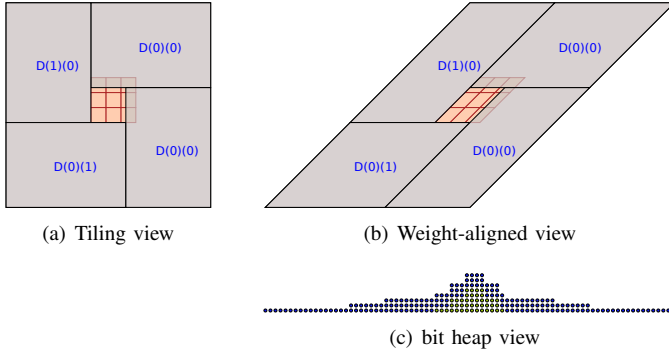 D(1)(0)
D(0)(0)
D(0)(1)
D(0)(0)
(a) Tiling view
D(0)(0)
D(1)(0)
D(0)(1)
D(0)(0)
(b) Weight-aligned view
(c) bit heap view